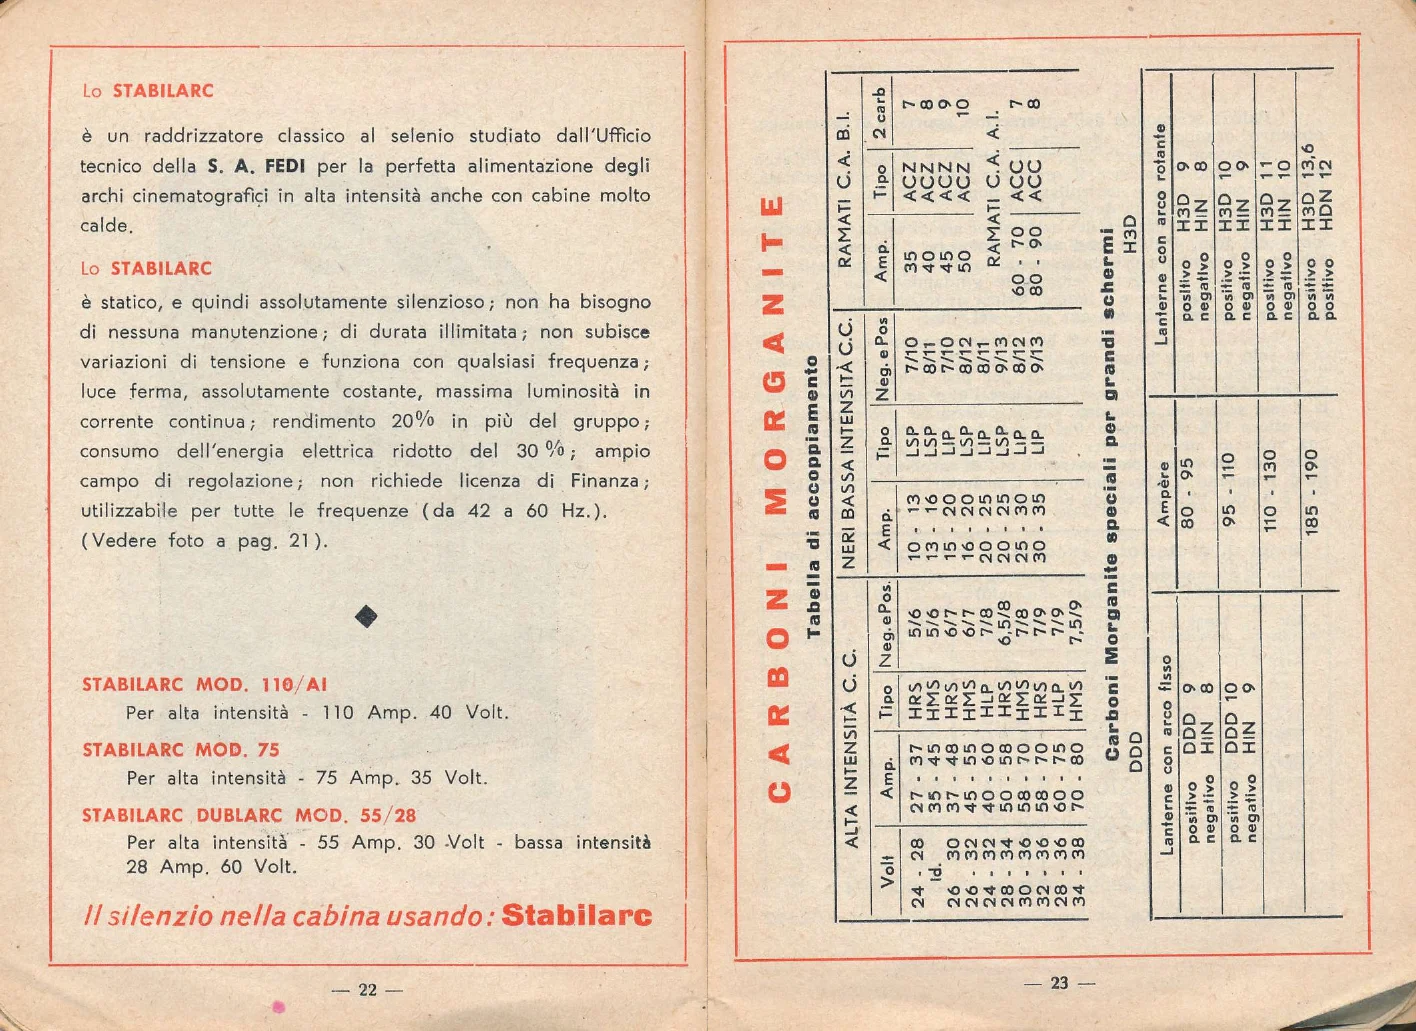 Lo STABILARC
è un raddrizzatore classico al selenio studiato dall'Ufficio
tecnico della S. A. FEDI per la perfetta alimentazione degli
archi cinematografici in alta intensità anche con cabine molto
calde.
Lo STABILARC
è statico, e quindi assolutamente silenzioso; non ha bisogno
di nessuna manutenzione; di durata illimitata; non subisce
variazioni di tensione e funziona con qualsiasi frequenza;
luce ferma, assolutamente costante, massima luminosità in
corrente continua; rendimento 20% in più del gruppo;
consumo dell'energia elettrica ridotto del 30 %; ampio
campo di regolazione; non richiede licenza di Finanza;
utilizzabile per tutte le frequenze (da 42 a 60 Hz.).
(Vedere foto a pag. 21).
STABILARC MOD. 110/AI
Per alta intensità - 110 Amp. 40 Volt.
STABILARC MOD. 75
Per alta intensità - 75 Amp. 35 Volt.
STABILARC DUBLARC MOD. 55/28
Per alta intensità - 55 Amp. 30 Volt - bassa intensità
28 Amp. 60 Volt.
Il silenzio nella cabina usando: Stabilarc
— 22 —
CARBONI MORGANITE
Tabella di accoppiamento
ALTA INTENSITÀ C. C. NERI BASSA INTENSITÀ C.C. RAMATI C.A. B.I.
Volt Amp. Tipo Neg. e Pos. Amp. Tipo Neg. e Pos Amp. Tipo 2 carb
24 - 28 27 - 37 HRS 5/6 10 - 13 LSP 7/10 35 ACZ 7
id. 35 - 45 HMS 5/6 13 - 16 LSP 8/11 40 ACZ 8
26 - 30 37 - 48 HRS 6/7 15 - 20 LIP 7/10 45 ACZ 9
26 - 32 45 - 55 HMS 6/7 16 - 20 LSP 8/12 50 ACZ 10
24 - 32 40 - 60 HLP 7/8 20 - 25 LIP 8/11 RAMATI C.A. A.I.
28 - 34 50 - 58 HRS 6,5/8 20 - 25 LSP 9/13
30 - 36 58 - 70 HMS 7/8 25 - 30 LIP 8/12 60 - 70 ACC 7
32 - 36 58 - 70 HRS 7/9 30 - 35 LIP 9/13 80 - 90 ACC 8
28 - 36 60 - 75 HLP 7/9
34 - 38 70 - 80 HMS 7,5/9
Carboni Morganite speciali per grandi schermi
DDD H3D
Lanterne con arco fisso Ampère Lanterne con arco rotante
positivo DDD 9 80 - 95 positivo H3D 9
negativo HIN 8 negativo HIN 8
positivo DDD 10 95 - 110 positivo H3D 10
negativo HIN 9 negativo HIN 9
110 - 130 positivo H3D 11
negativo HIN 10
185 - 190 positivo H3D 13,6
positivo HDN 12
— 23 —